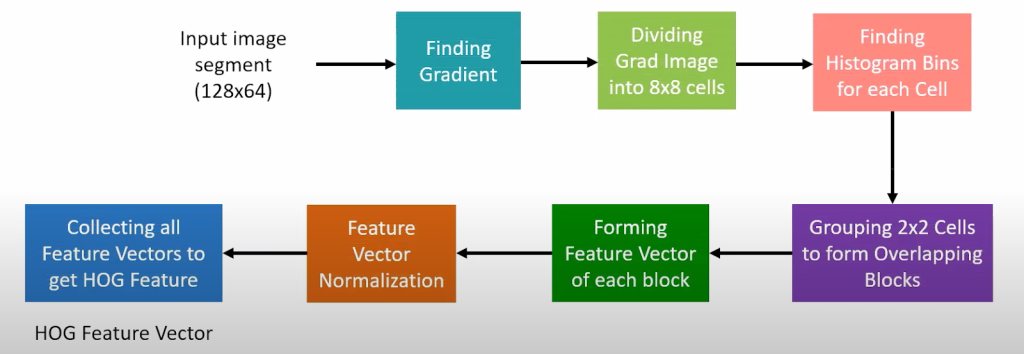 Input image
segment
(128x64)
Finding
Gradient
Dividing
Grad Image
into 8x8 cells
Finding
Histogram Bins
for each Cell
Grouping 2x2 Cells
to form Overlapping
Blocks
Forming
Feature Vector
of each block
Feature
Vector
Normalization
Collecting all
Feature Vectors to
get HOG Feature
HOG Feature Vector